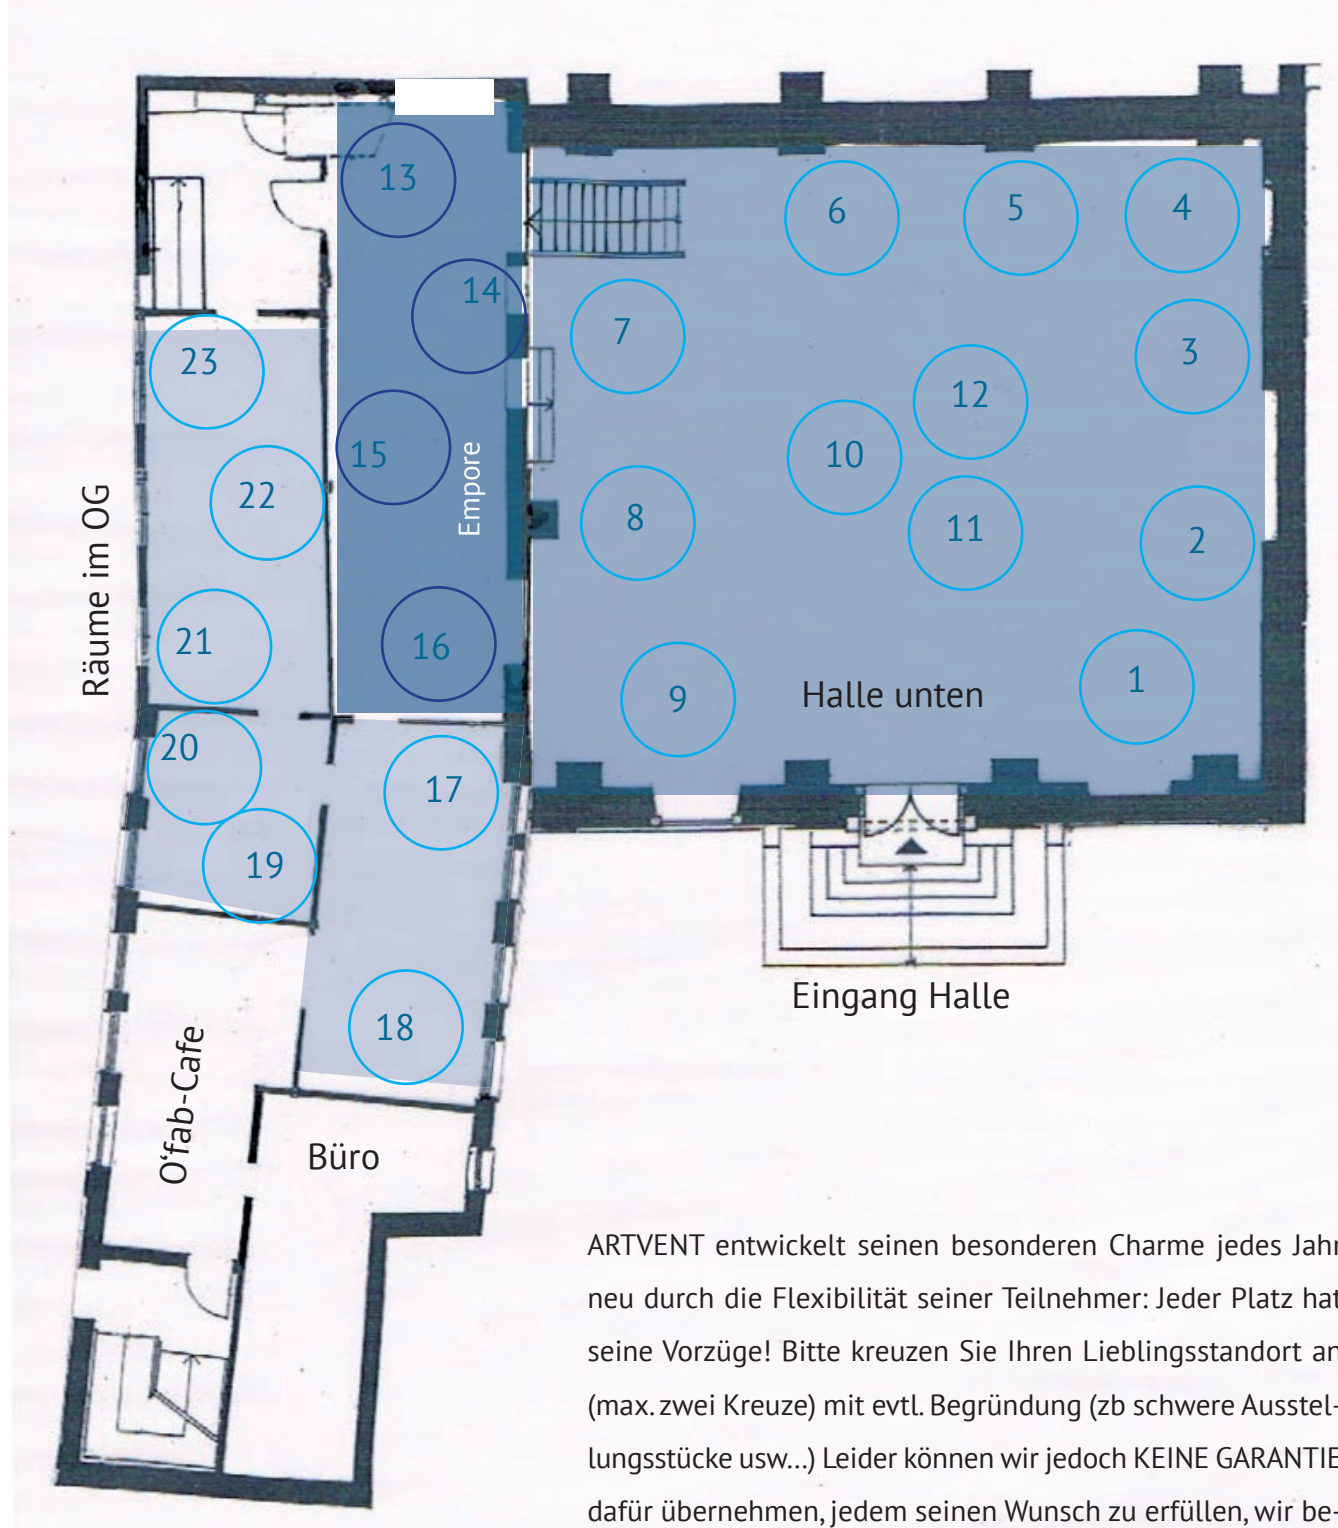 13
14
15
16
Empore
6
5
4
7
3
12
10
8
11
2
9
Halle unten
1
23
22
21
Räume im OG
20
19
17
18
Eingang Halle
O‘fab-Cafe
Büro
ARTVENT entwickelt seinen besonderen Charme jedes Jahr
neu durch die Flexibilität seiner Teilnehmer: Jeder Platz hat
seine Vorzüge! Bitte kreuzen Sie Ihren Lieblingsstandort an
(max. zwei Kreuze) mit evtl. Begründung (zb schwere Ausstel-
lungsstücke usw...) Leider können wir jedoch KEINE GARANTIE
dafür übernehmen, jedem seinen Wunsch zu erfüllen, wir be-